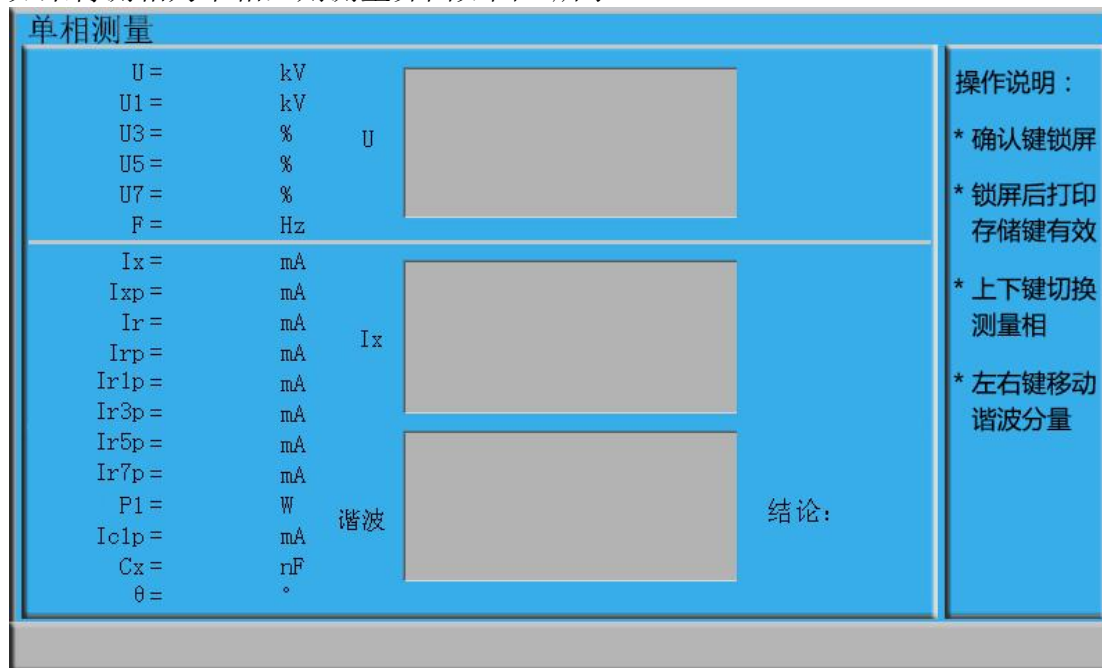 单相测量
U= kV
U1= kV
U3= %
U
U5= %
U7= %
F= Hz
Ix= mA
Ixp= mA
Ir= mA
Ix
Irp= mA
Ir1p= mA
Ir3p= mA
Ir5p= mA
Ir7p= mA
P1= W
谐波
结论:
Ic1p= mA
Cx= nF
θ= °
操作说明：
* 确认键锁屏
* 锁屏后打印
存储键有效
* 上下键切换
测量相
* 左右键移动
谐波分量